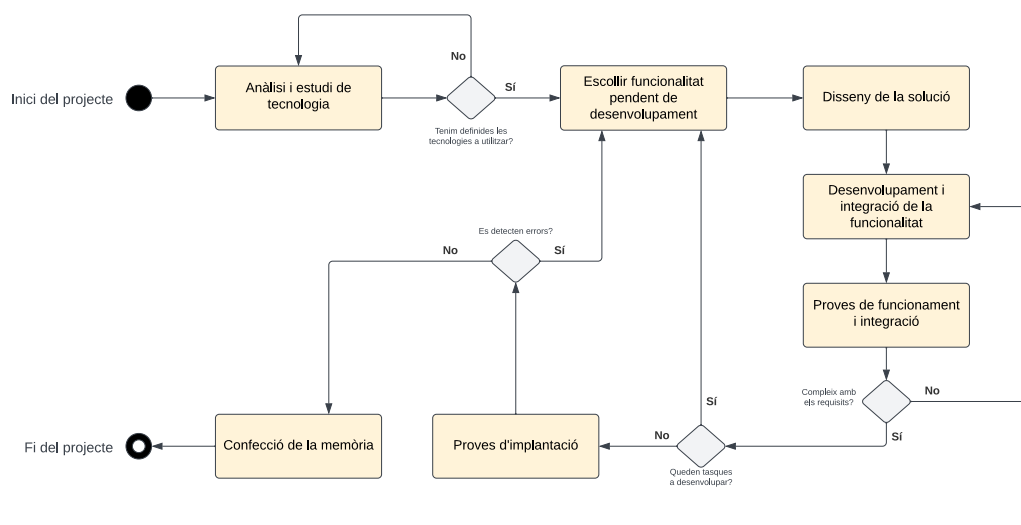 No
Inici del projecte
Anàlisi i estudi de
tecnologia
Sí
Tenim definides les
tecnologies a utilitzar?
Escollir funcionalitat
pendent de
desenvolupament
Disseny de la solució
Desenvolupament i
integració de la
funcionalitat
Es detecten errors?
No
Sí
Proves de funcionament
i integració
Compleix amb
els requisits?
No
Sí
Sí
No
Queden tasques
a desenvolupar?
Proves d'implantació
Confecció de la memòria
Fi del projecte